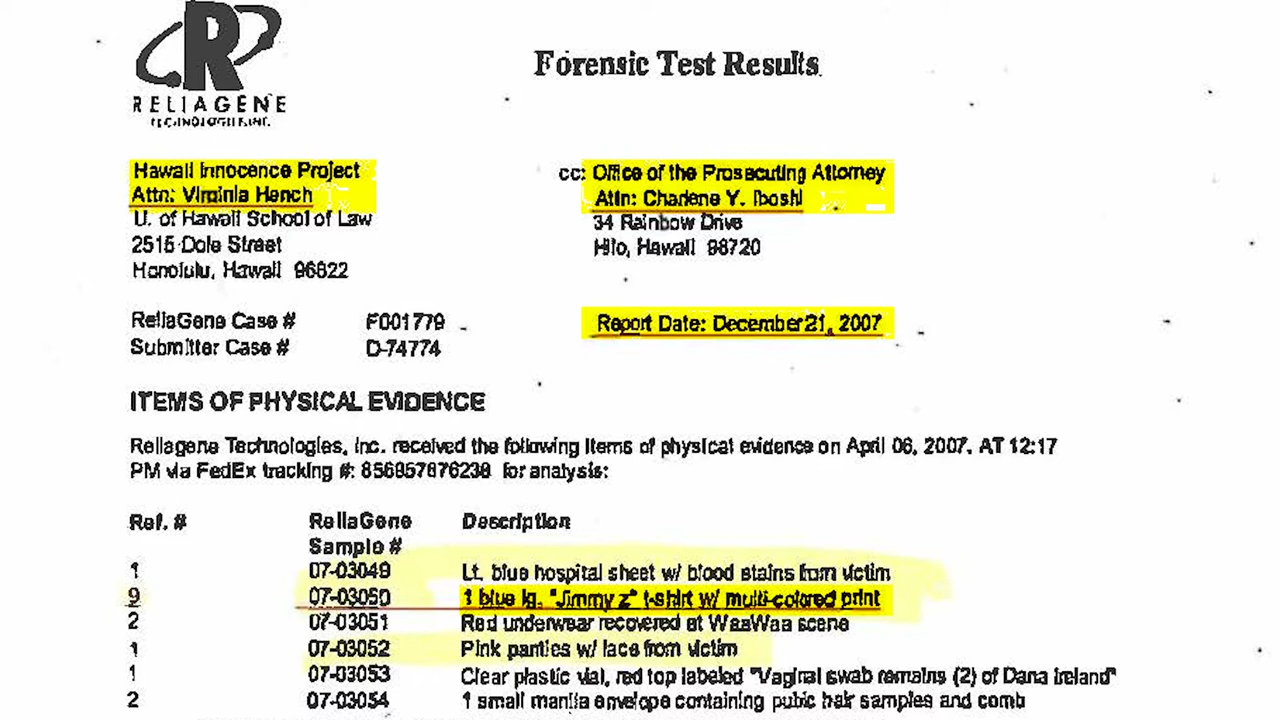 R
RELIAGENE
TECHNOLOGIES, INC.
Forensic Test Results
Hawaii Innocence Project
Attn: Virginia Hench
U. of Hawaii School of Law
2515 Dole Street
Honolulu, Hawaii 96822
cc: Office of the Prosecuting Attorney
Attn: Charlene Y. Iboshi
34 Rainbow Drive
Hilo, Hawaii 98720
ReliaGene Case # F001779
Submitter Case # D-74774
Report Date: December 21, 2007
ITEMS OF PHYSICAL EVIDENCE
Reliagene Technologies, Inc. received the following items of physical evidence on April 06, 2007, AT 12:17
PM via FedEx tracking #: 856957876239 for analysis:
Ref. # ReliaGene Description
Sample #
1 07-03049 Lt. blue hospital sheet w/ blood stains from victim
9 07-03050 1 blue lg. "Jimmy z" t-shirt w/ multi-colored print
2 07-03051 Red underwear recovered at WaaWaa scene
1 07-03052 Pink panties w/ lace from victim
1 07-03053 Clear plastic vial, red top labeled "Vaginal swab remains (2) of Dana Ireland"
2 07-03054 1 small manila envelope containing pubic hair samples and comb